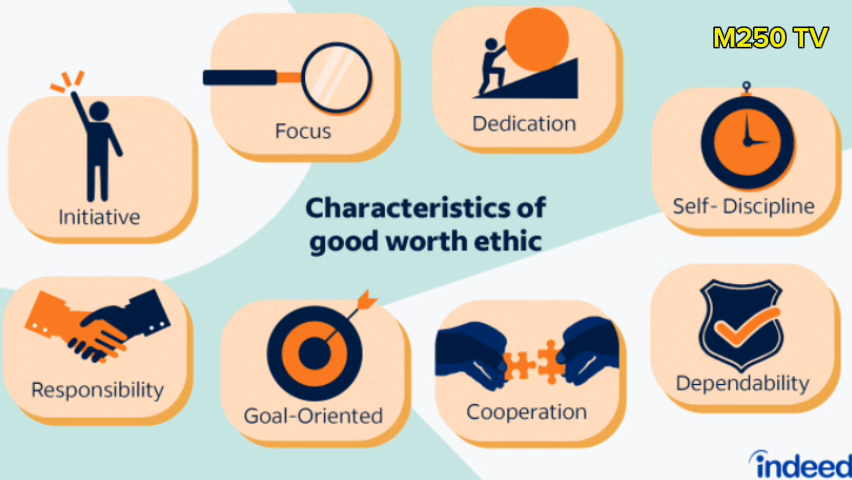 M250 TV
Focus
Dedication
Initiative
Self- Discipline
Characteristics of
good worth ethic
Responsibility
Goal-Oriented
Cooperation
Dependability
indeed